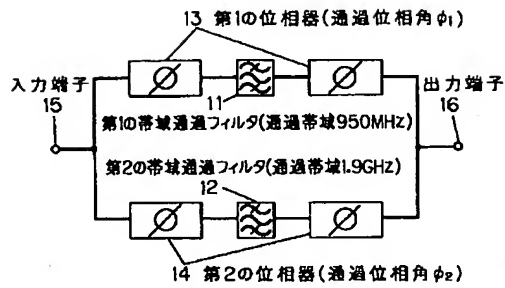 13 第1の位相器(通過位相角φ1)
入力端子
15
出力端子
16
11
第1の帯域通過フィルタ(通過帯域950MHz)
第2の帯域通過フィルタ(通過帯域1.9GHz)
12
14 第2の位相器(通過位相角φ2)